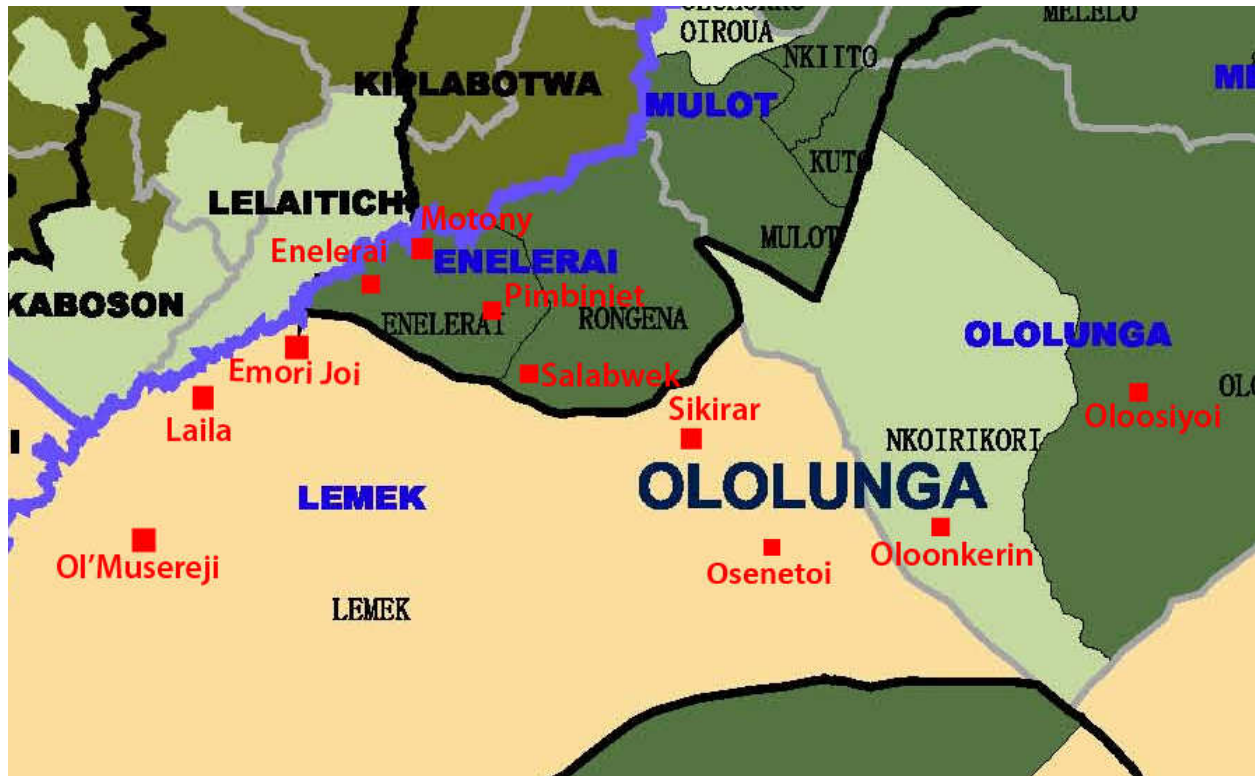 OIROUA
MELELO
NKIITO
KIPLABOTWA
MULOT
KUTO
LELAITICH
Motony
MULOT
Enelerai
ENELERAI
KABOSON
Pimbiniet
ENELERAI
RONGENA
OLOLUNGA
Emori Joi
Salabwek
Laila
Sikirar
Oloosiyoi
NKOIRIKORI
LEMEK
OLOLUNGA
Ol'Musereji
Osenetoi
Oloonkerin
LEMEK